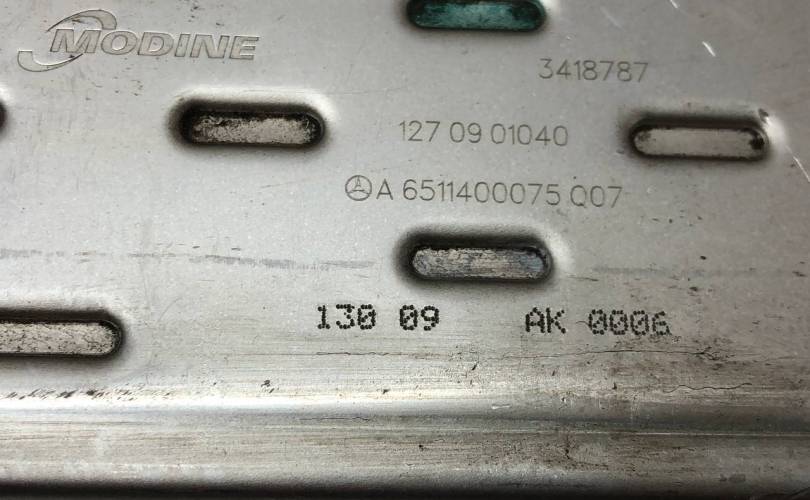 MODINE
3418787
127 09 01040
A 6511400075 Q07
130 09 AK 0006